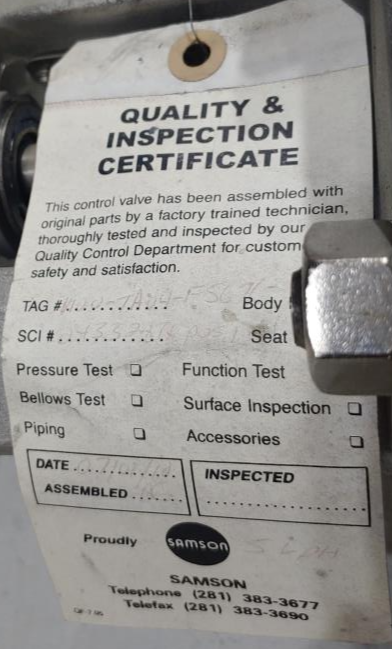 QUALITY &
INSPECTION
CERTIFICATE
This control valve has been assembled with
original parts by a factory trained technician,
thoroughly tested and inspected by our
Quality Control Department for custom
safety and satisfaction.
TAG #............ Body
SCI #............ Seat
Pressure Test ☐ Function Test
Bellows Test ☐ Surface Inspection ☐
Piping ☐ Accessories ☐
DATE ............
ASSEMBLED ........
INSPECTED
....................
Proudly SAMSON
SAMSON
Telephone (281) 383-3677
Telefax (281) 383-3690